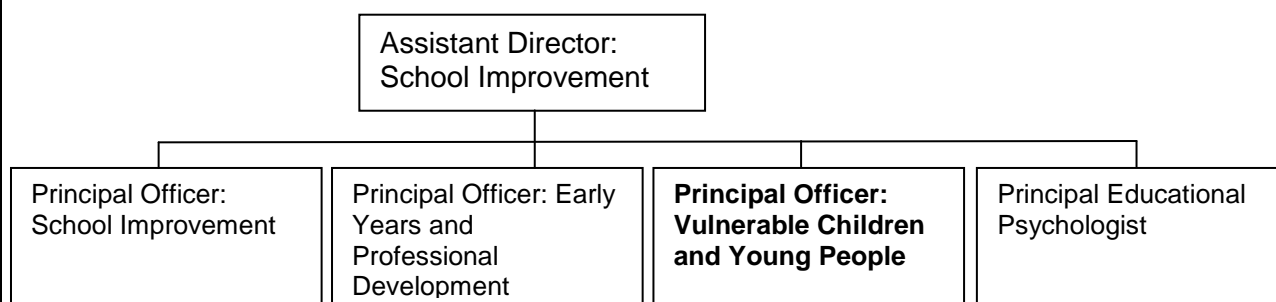 Assistant Director:
School Improvement
Principal Officer:
School Improvement
Principal Officer: Early
Years and
Professional
Development
Principal Officer:
Vulnerable Children
and Young People
Principal Educational
Psychologist